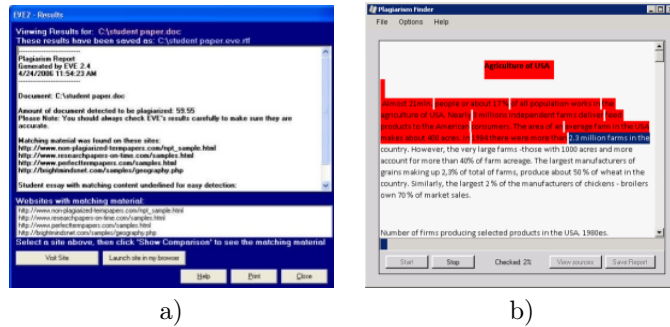 EVE2 - Results
Viewing Results for: C:\student paper.doc
These results have been saved as: C:\student paper.eve.rtf
Plagiarism Report
Generated by EVE 2.4
4/24/2006 11:54:23 AM
Document: C:\student paper.doc
Amount of document detected to be plagiarized: 59.55
Please Note: You should always check EVE's results carefully to make sure they are
accurate.
Matching material was found on these sites:
http://www.non-plagiarized-termpapers.com/npt_sample.html
http://www.researchpapers-on-time.com/samples.html
http://www.perfecttermpapers.com/samples.html
http://brightmindsnet.com/samples/geography.php
Student essay with matching content underlined for easy detection:
Websites with matching material:
http://www.non-plagiarized-termpapers.com/npt_sample.html
http://www.researchpapers-on-time.com/samples.html
http://www.perfecttermpapers.com/samples.html
http://brightmindsnet.com/samples/geography.php
Select a site above, then click 'Show Comparison' to see the matching material
Visit Site
Launch site in my browser
Help
Print
Close
a)
Plagiarism Finder
File Options Help
Agriculture of USA
Almost 21mln. people or about 17% of all population works in the
agriculture of USA. Nearly 3 millions independent farms deliver feed
products to the American consumers. The area of an average farm in the USA
makes about 400 acres. In 1984 there were more than 2.3 million farms in the
country. However, the very large farms -those with 1000 acres and more
account for more than 40% of farm acreage. The largest manufacturers of
grains making up 2,3% of total of farms, produce about 50 % of wheat in the
country. Similarly, the largest 2 % of the manufacturers of chickens - broilers
own 70 % of market sales.
Number of firms producing selected products in the USA. 1980es.
Start
Stop
Checked: 2%
View sources
Save Report
b)